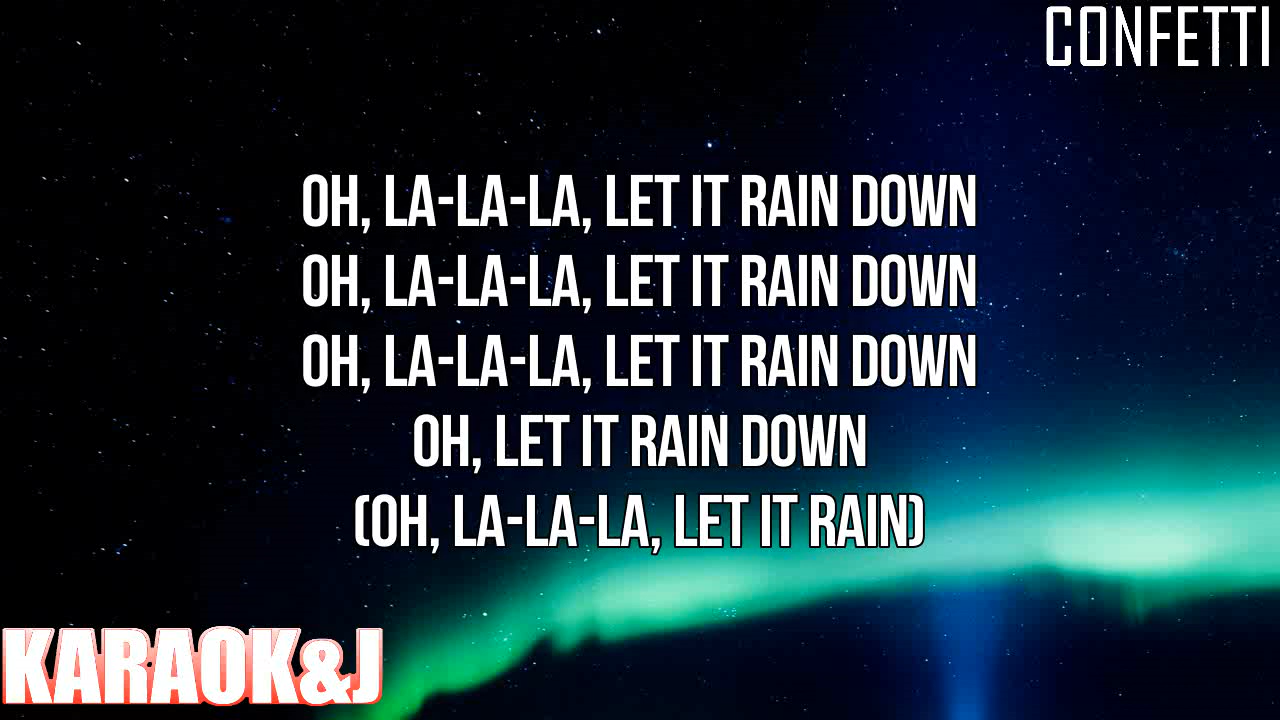 CONFETTI
OH, LA-LA-LA, LET IT RAIN DOWN
OH, LA-LA-LA, LET IT RAIN DOWN
OH, LA-LA-LA, LET IT RAIN DOWN
OH, LET IT RAIN DOWN
(OH, LA-LA-LA, LET IT RAIN)
KARAOK&J